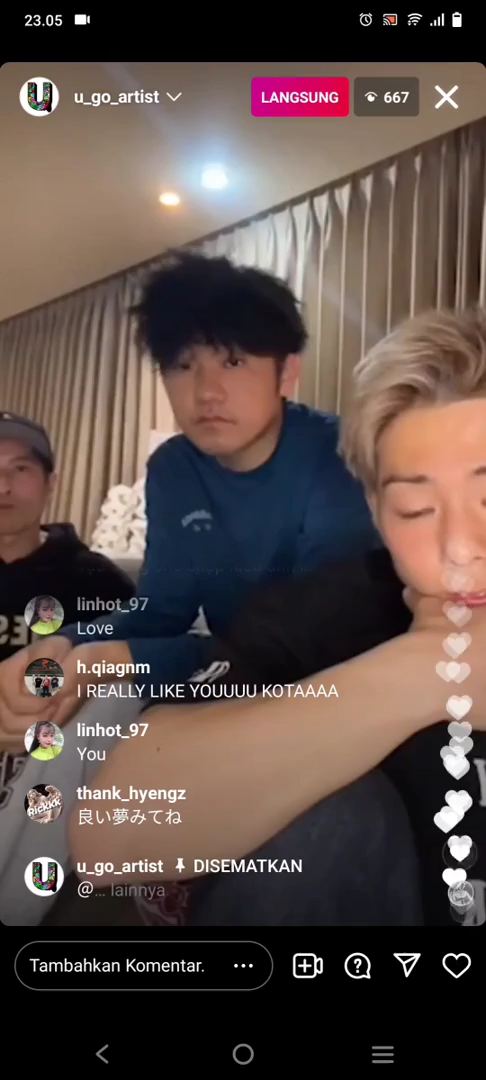 23.05
u_go_artist
LANGSUNG
667
linhot_97
Love
h.qiagnm
I REALLY LIKE YOUUUU KOTAAAA
linhot_97
You
thank_hyengz
良い夢みてね
u_go_artist DISEMATKAN
@... lainnya
Tambahkan Komentar.